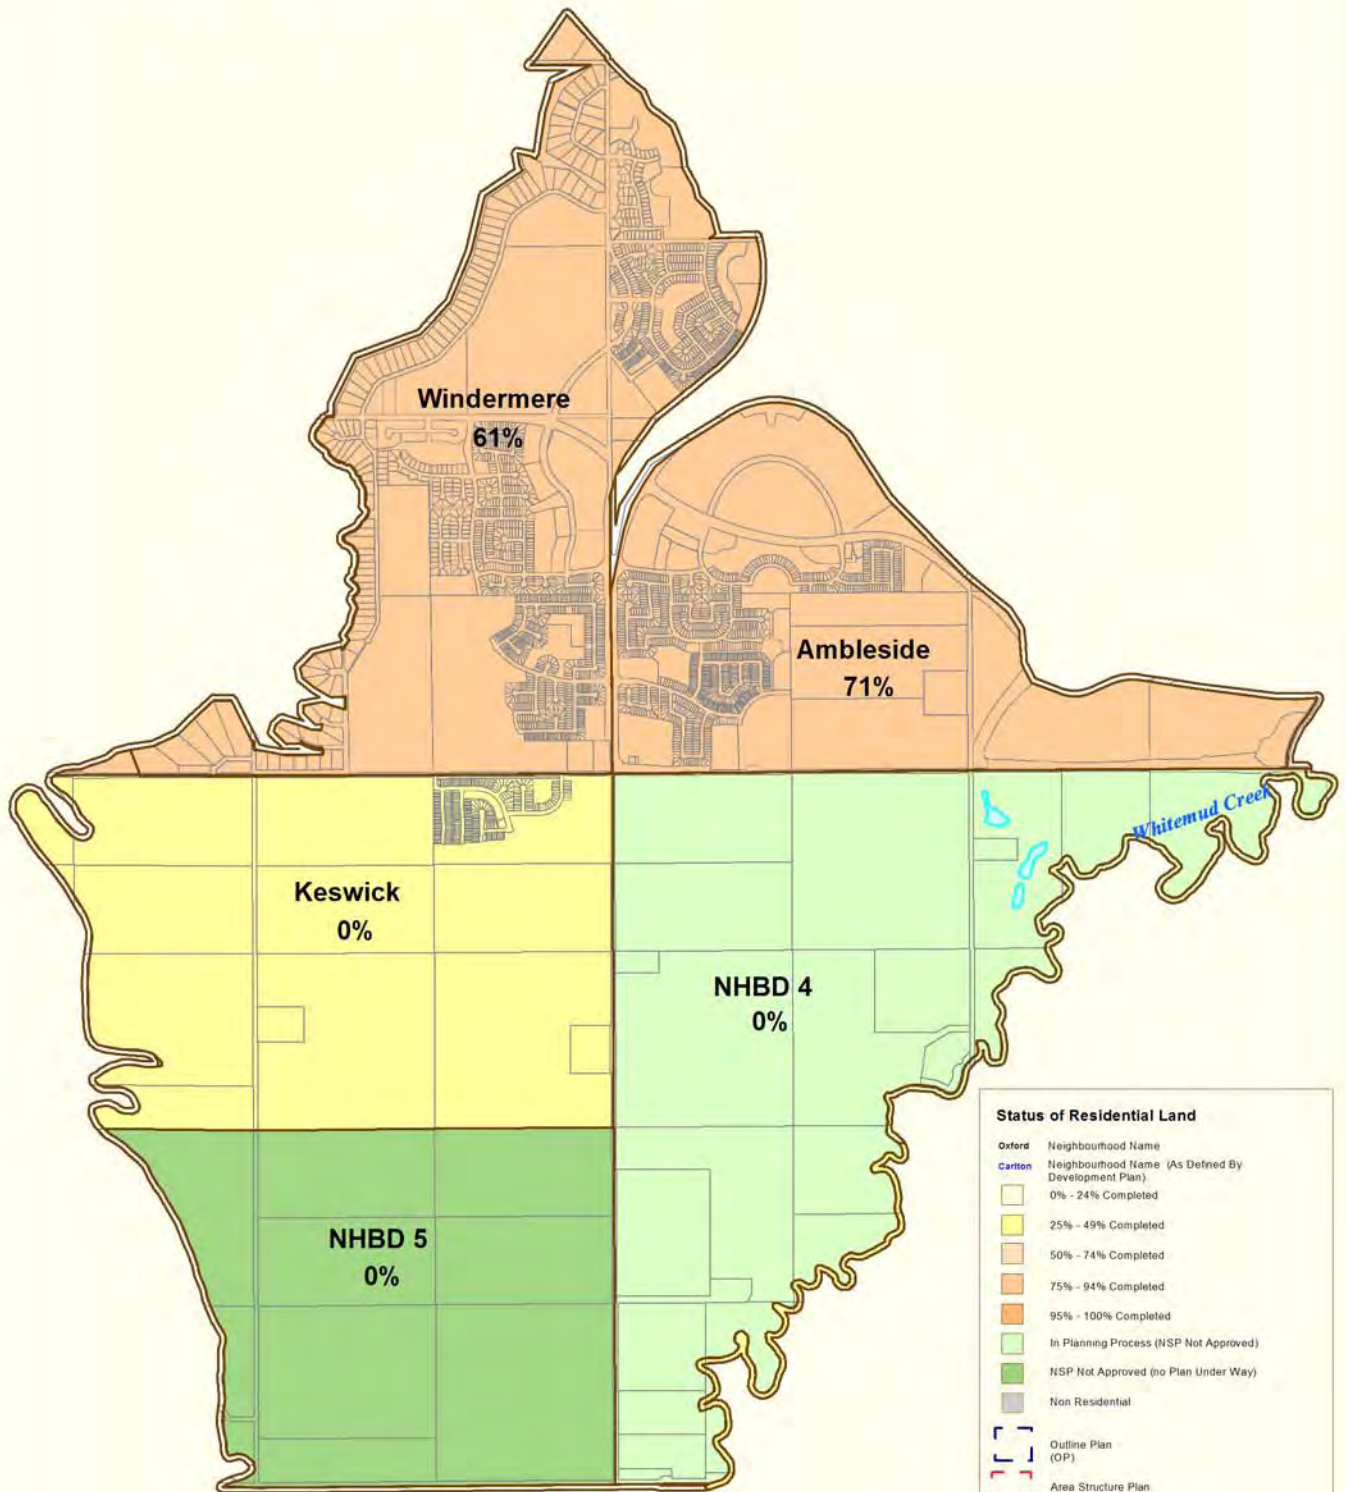 Windermere
61%
Ambleside
71%
Whitemud Creek
Keswick
0%
NHBD 4
0%
NHBD 5
0%
Status of Residential Land
Oxford Neighbourhood Name
Carlton Neighbourhood Name (As Defined By
Development Plan)
0% - 24% Completed
25% - 49% Completed
50% - 74% Completed
75% - 94% Completed
95% - 100% Completed
In Planning Process (NSP Not Approved)
NSP Not Approved (no Plan Under Way)
Non Residential
Outline Plan
(OP)
Area Structure Plan